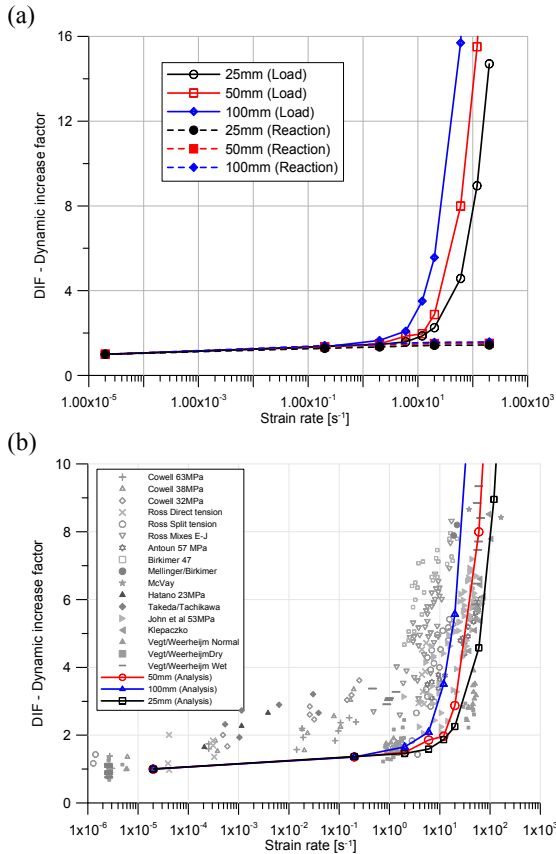 (a)
16
12
8
4
0
DIF - Dynamic increase factor
25mm (Load)
50mm (Load)
100mm (Load)
25mm (Reaction)
50mm (Reaction)
100mm (Reaction)
1.00x10⁻⁵
1.00x10⁻³
1.00x10⁻¹
1.00x10¹
1.00x10³
Strain rate [s⁻¹]
(b)
10
8
6
4
2
0
DIF - Dynamic increase factor
Cowell 63MPa
Cowell 38MPa
Cowell 32MPa
Ross Direct tension
Ross Split tension
Ross Mixes E-J
Antoun 57 MPa
Birkimer 47
Mellinger/Birkimer
McVay
Hatano 23MPa
Takeda/Tachikawa
John et al 53MPa
Klepaczko
Vegt/Weerheijm Normal
Vegt/WeerheijmDry
Vegt/Weerheijm Wet
50mm (Analysis)
100mm (Analysis)
25mm (Analysis)
1x10⁻⁶
1x10⁻⁵
1x10⁻⁴
1x10⁻³
1x10⁻²
1x10⁻¹
1x10⁰
1x10¹
1x10²
1x10³
Strain rate [s⁻¹]